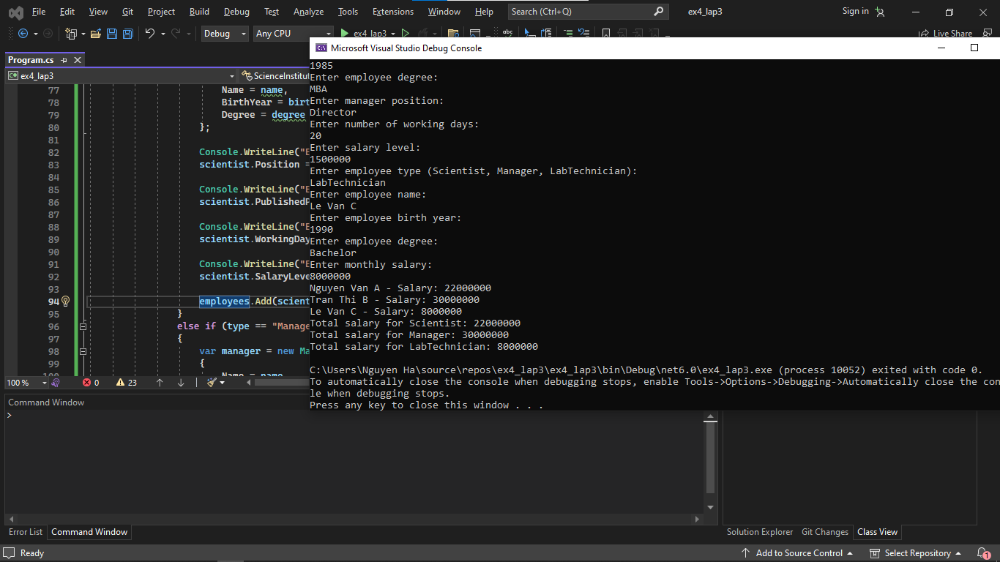 File Edit View Git Project Build Debug Test Analyze Tools Extensions Window Help Search (Ctrl+Q) ex4_lap3 Sign in
Debug Any CPU ex4_lap3 Live Share
Program.cs
ex4_lap3 ScienceInstitut
77 Name = name,
78 BirthYear = birt
79 Degree = degree
80 };
81
82 Console.WriteLine("E
83 scientist.Position =
84
85 Console.WriteLine("E
86 scientist.PublishedP
87
88 Console.WriteLine("E
89 scientist.WorkingDay
90
91 Console.WriteLine("E
92 scientist.SalaryLeve
93
94 employees.Add(scient
95 }
96 else if (type == "Manage
97 {
98 var manager = new Ma
99 {
100 Name = name
100 % 0 23
Microsoft Visual Studio Debug Console
1985
Enter employee degree:
MBA
Enter manager position:
Director
Enter number of working days:
20
Enter salary level:
1500000
Enter employee type (Scientist, Manager, LabTechnician):
LabTechnician
Enter employee name:
Le Van C
Enter employee birth year:
1990
Enter employee degree:
Bachelor
Enter monthly salary:
8000000
Nguyen Van A - Salary: 22000000
Tran Thi B - Salary: 30000000
Le Van C - Salary: 8000000
Total salary for Scientist: 22000000
Total salary for Manager: 30000000
Total salary for LabTechnician: 8000000
C:\Users\Nguyen Ha\source\repos\ex4_lap3\ex4_lap3\bin\Debug\net6.0\ex4_lap3.exe (process 10052) exited with code 0.
To automatically close the console when debugging stops, enable Tools->Options->Debugging->Automatically close the con
le when debugging stops.
Press any key to close this window . . .
Command Window
>
Error List Command Window
Solution Explorer Git Changes Class View
Ready Add to Source Control Select Repository 1